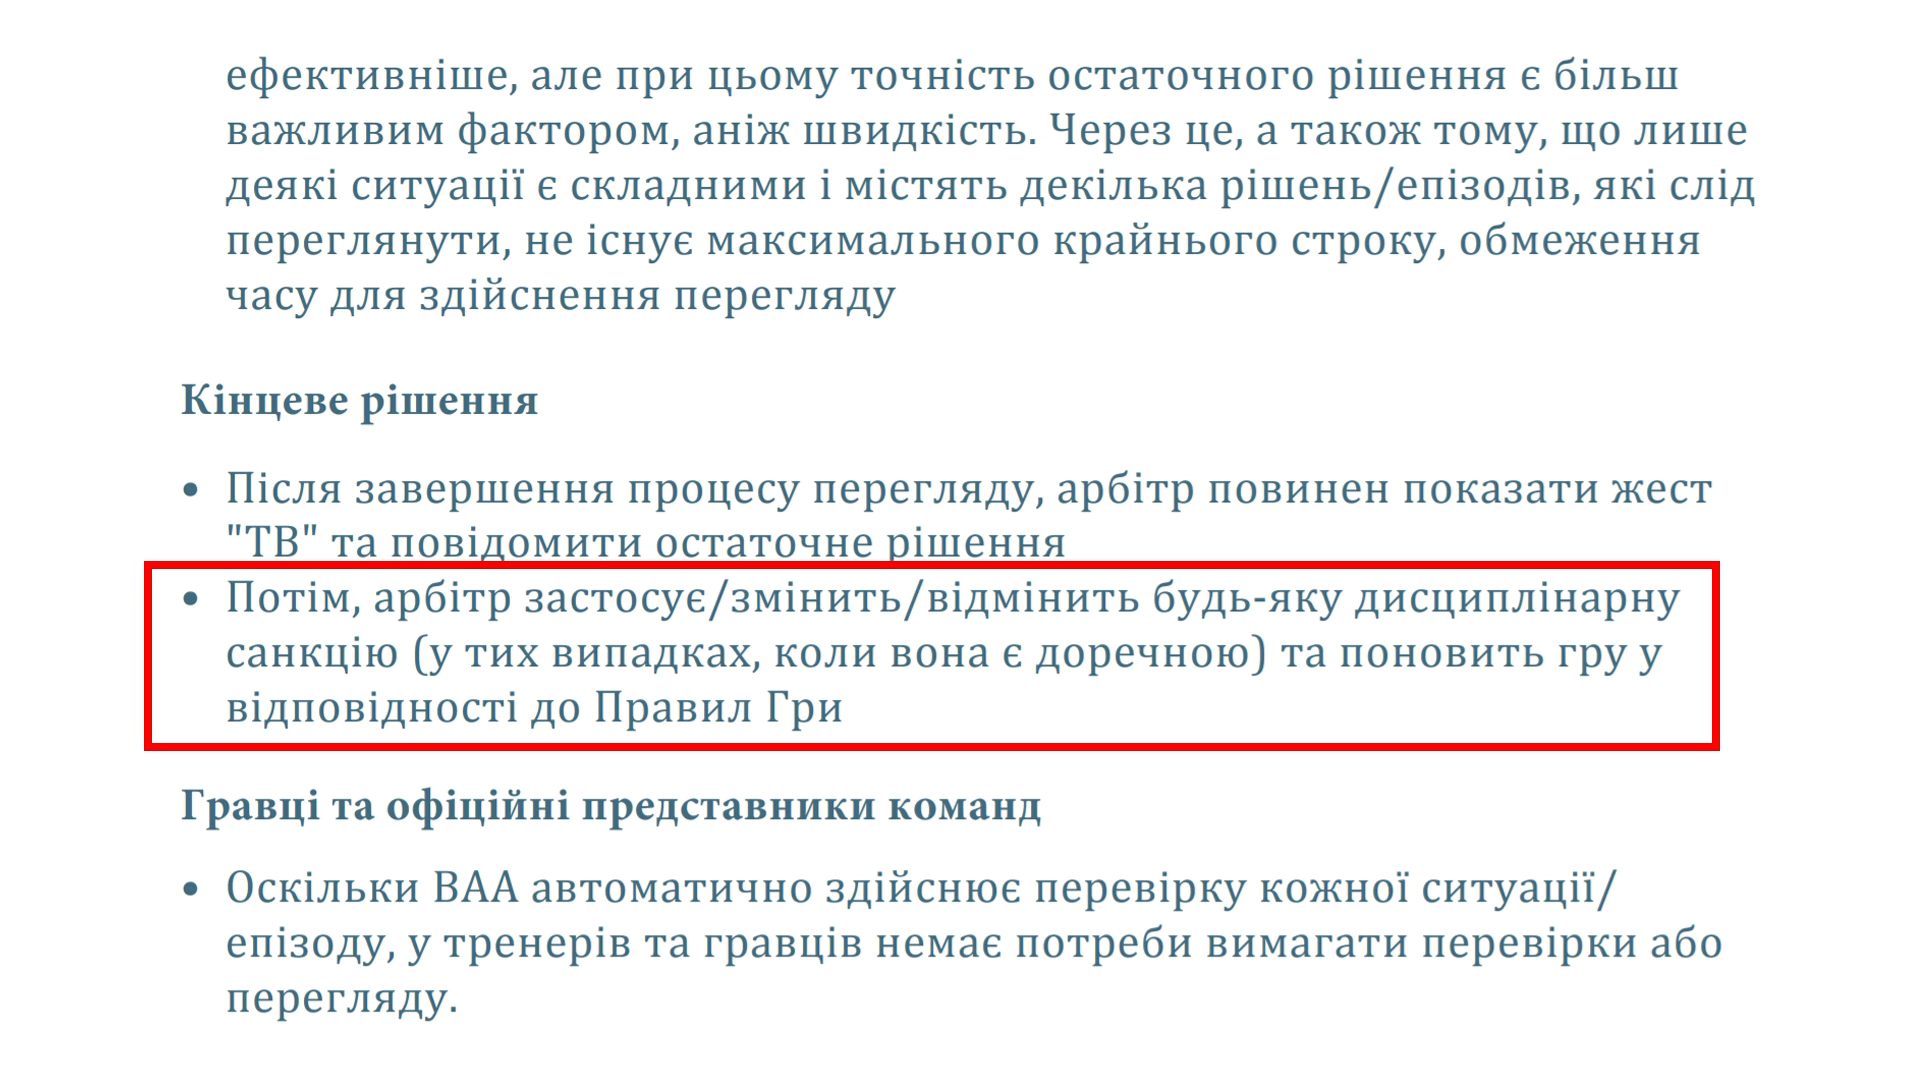 ефективніше, але при цьому точність остаточного рішення є більш
важливим фактором, аніж швидкість. Через це, а також тому, що лише
деякі ситуації є складними і містять декілька рішень/епізодів, які слід
переглянути, не існує максимального крайнього строку, обмеження
часу для здійснення перегляду
Кінцеве рішення
• Після завершення процесу перегляду, арбітр повинен показати жест
"ТВ" та повідомити остаточне рішення
• Потім, арбітр застосує/змінить/відмінить будь-яку дисциплінарну
санкцію (у тих випадках, коли вона є доречною) та поновить гру у
відповідності до Правил Гри
Гравці та офіційні представники команд
• Оскільки ВАА автоматично здійснює перевірку кожної ситуації/
епізоду, у тренерів та гравців немає потреби вимагати перевірки або
перегляду.